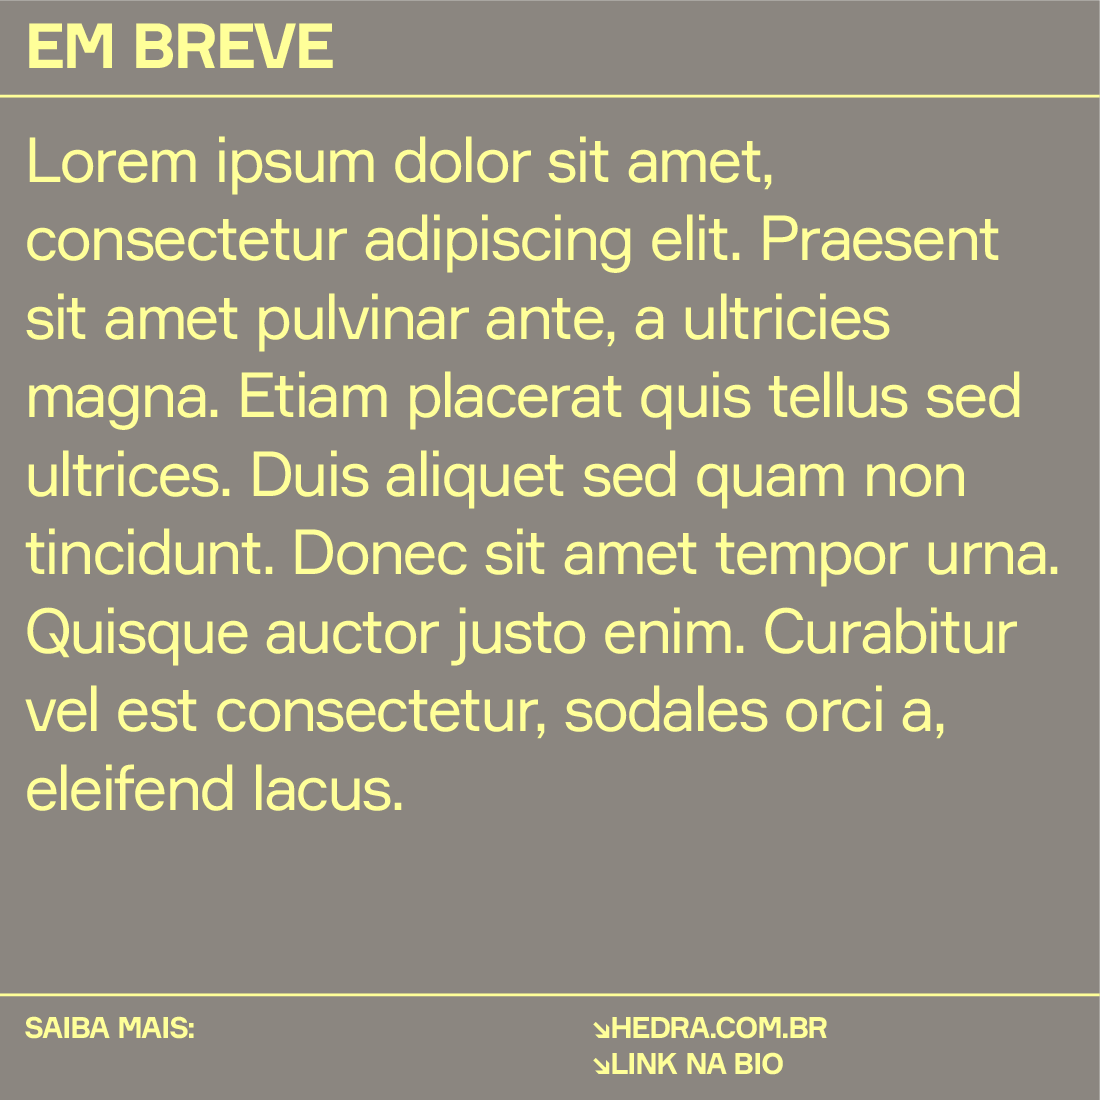 EM BREVE
Lorem ipsum dolor sit amet,
consectetur adipiscing elit. Praesent
sit amet pulvinar ante, a ultricies
magna. Etiam placerat quis tellus sed
ultrices. Duis aliquet sed quam non
tincidunt. Donec sit amet tempor urna.
Quisque auctor justo enim. Curabitur
vel est consectetur, sodales orci a,
eleifend lacus.
SAIBA MAIS:
↘HEDRA.COM.BR
↘LINK NA BIO